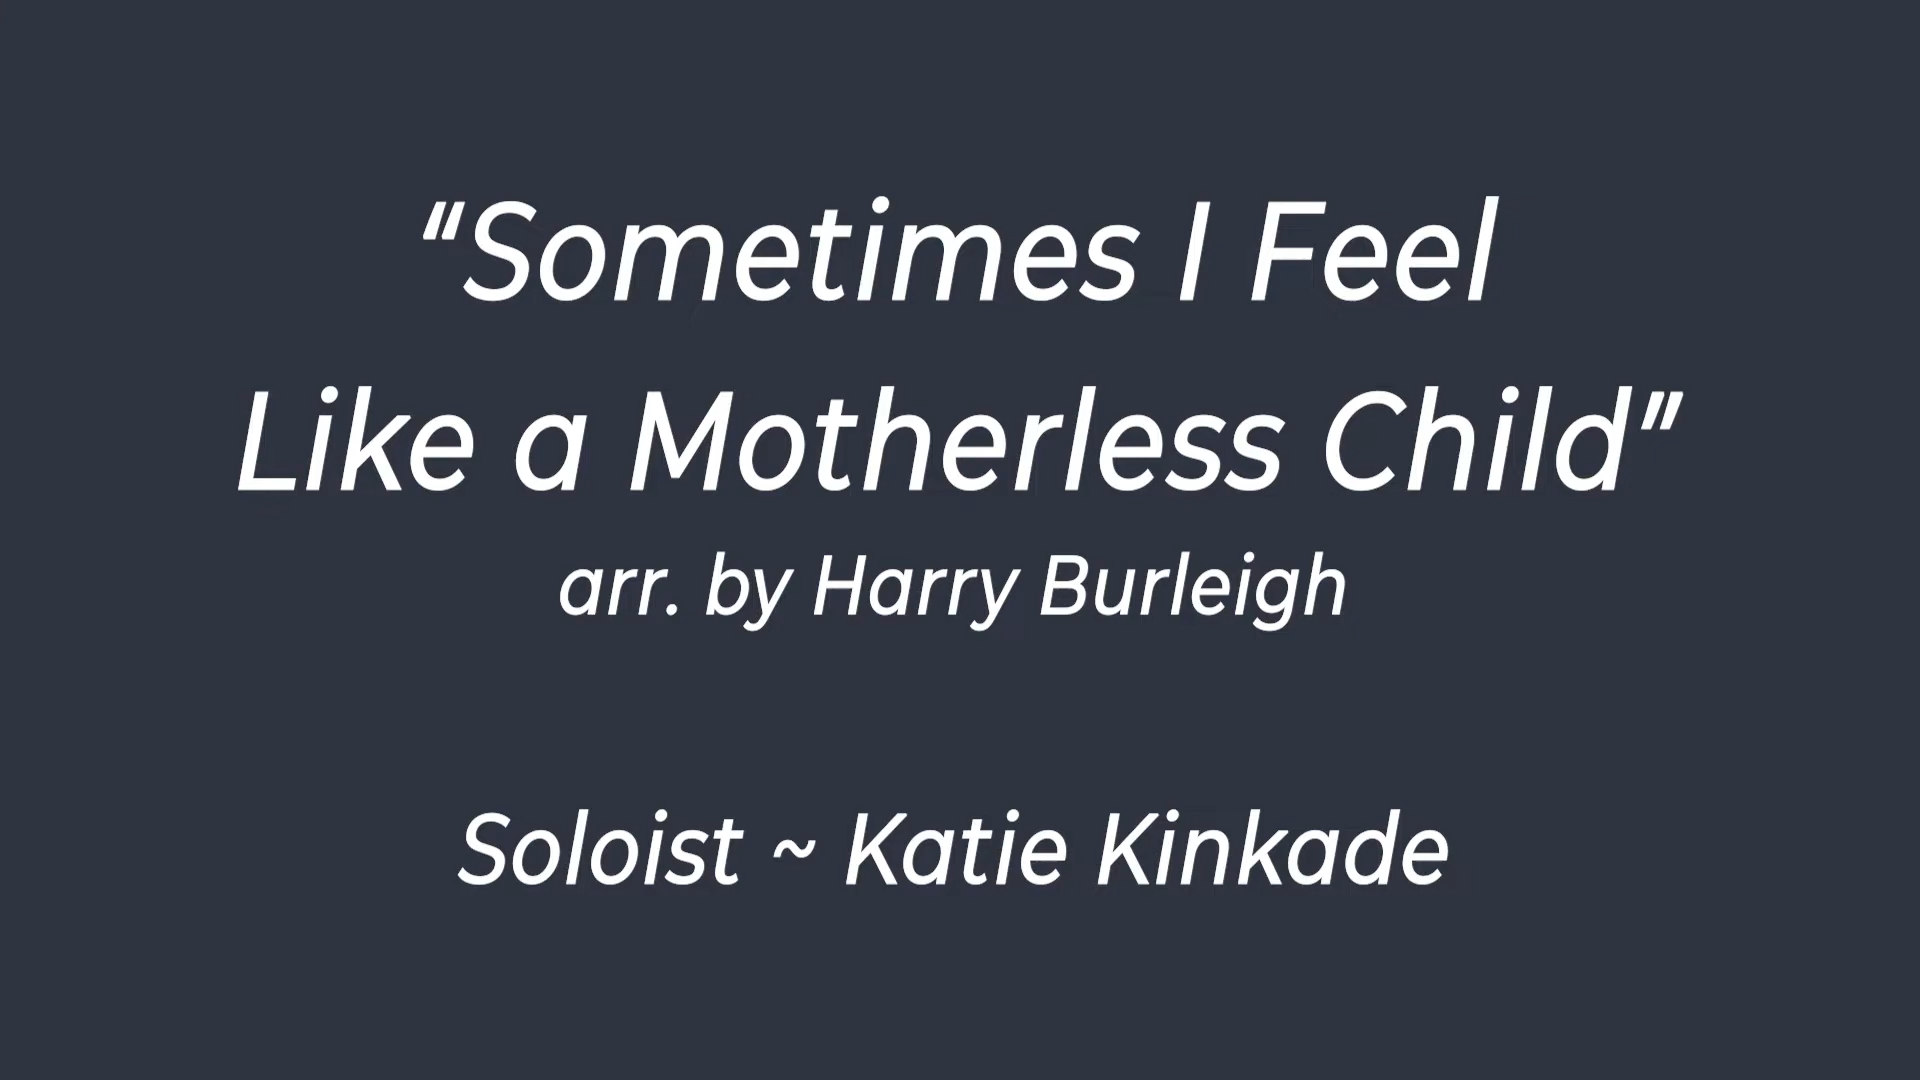 “Sometimes I Feel
Like a Motherless Child”
arr. by Harry Burleigh
Soloist ~ Katie Kinkade